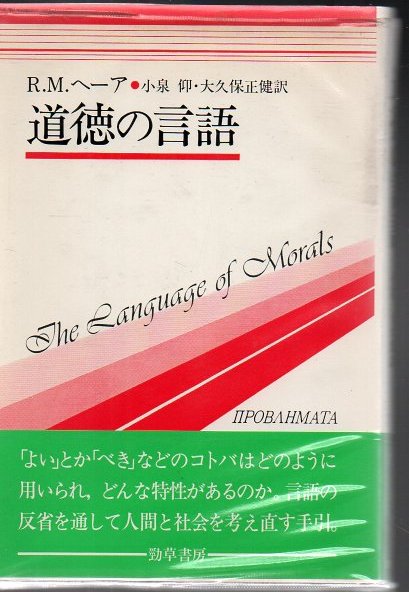 R.M.ヘーア●小泉 仰・大久保正健訳
道徳の言語
The Language of Morals
ΠΡΟΒΛΗΜΑΤΑ
「よい」とか「べき」などのコトバはどのように
用いられ，どんな特性があるのか。言語の
反省を通して人間と社会を考え直す手引。
勁草書房